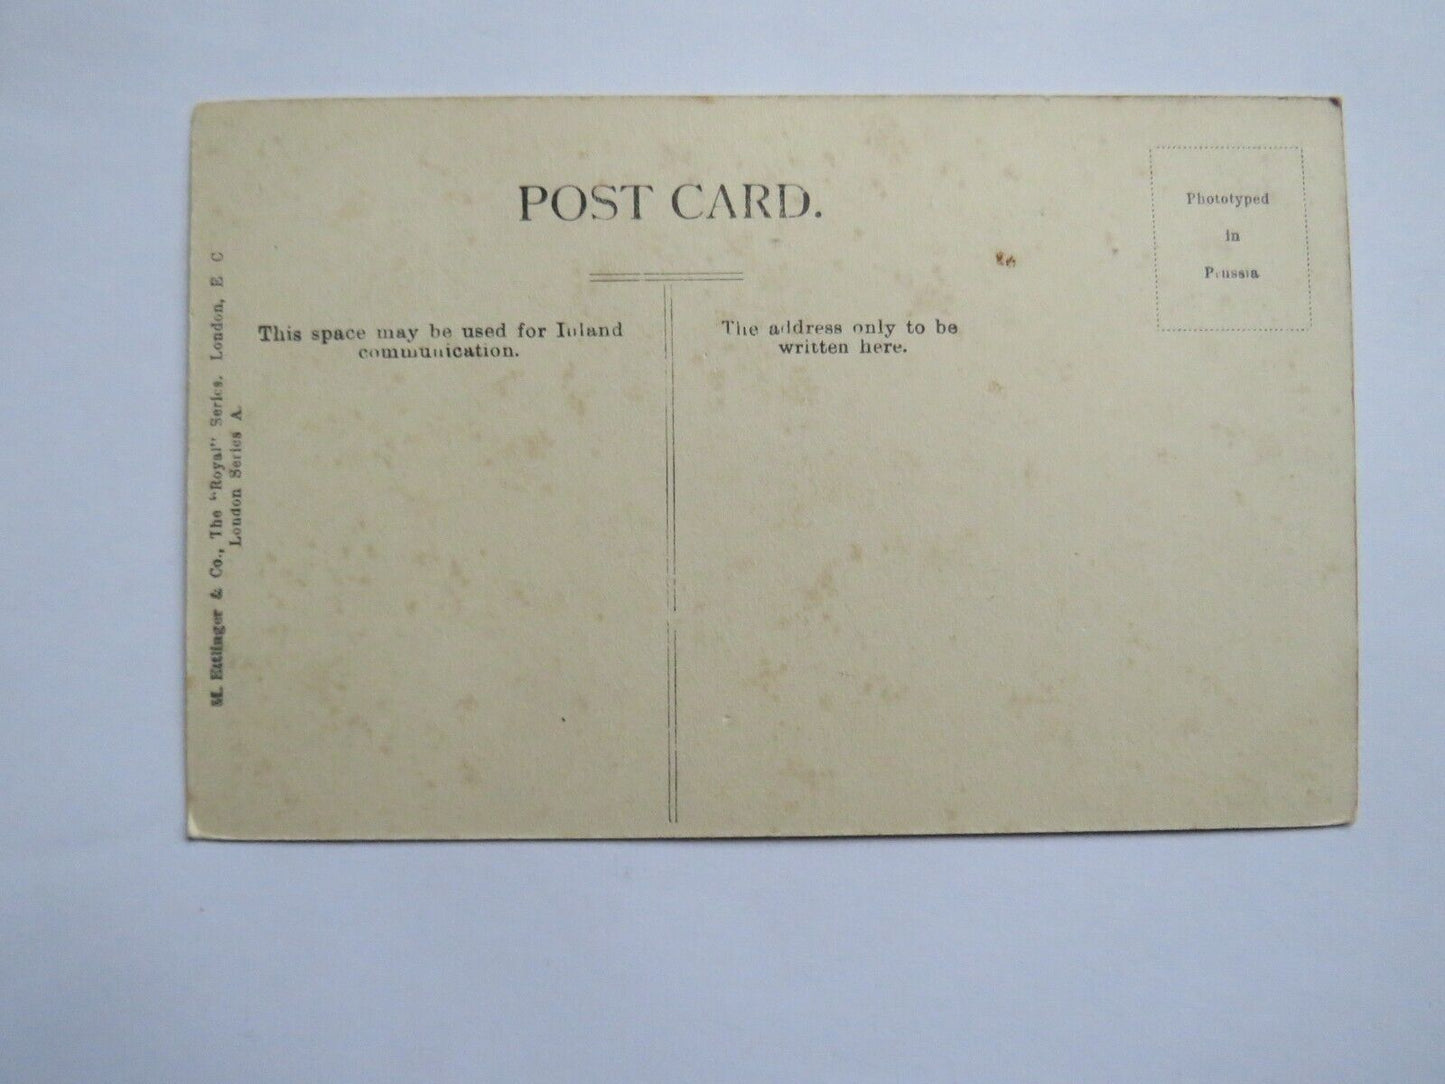 POST CARD.
Phototyped
in
Prussia
This space may be used for Inland
communication.
The address only to be
written here.
M. Ettlinger & Co., The "Royal" Series. London, E C
London Series A.